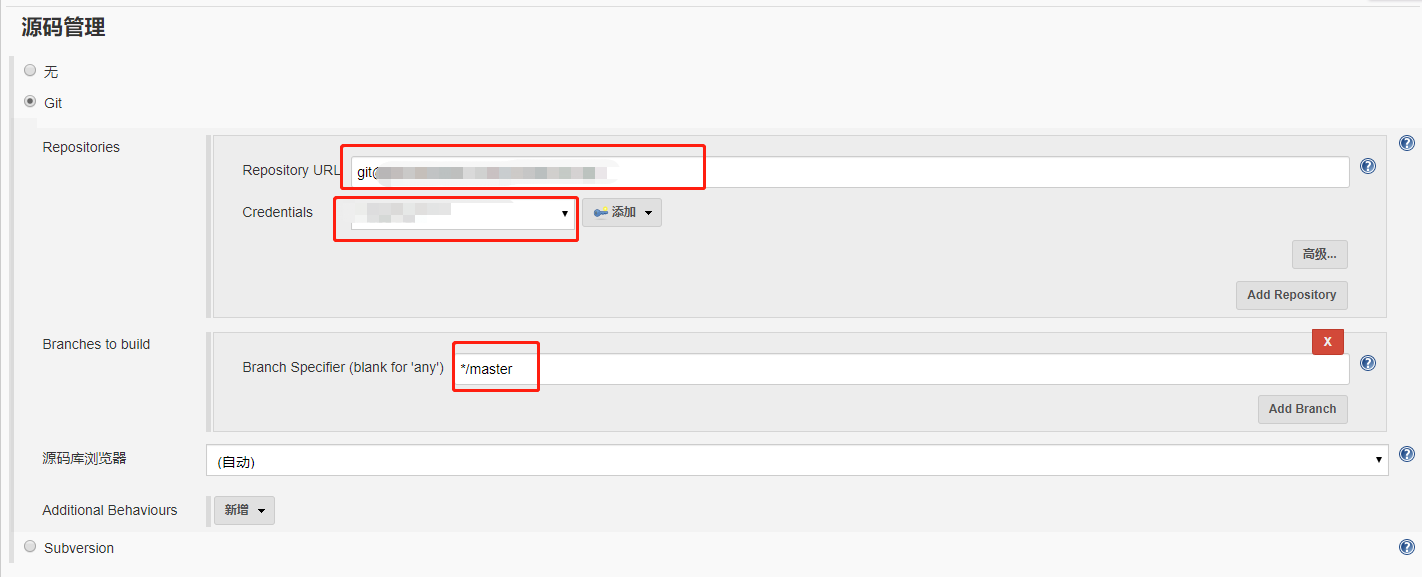 源码管理
无
Git
Repositories
Repository URL git@
Credentials
添加
高级...
Add Repository
Branches to build
X
Branch Specifier (blank for 'any') */master
Add Branch
源码库浏览器 (自动)
Additional Behaviours 新增
Subversion